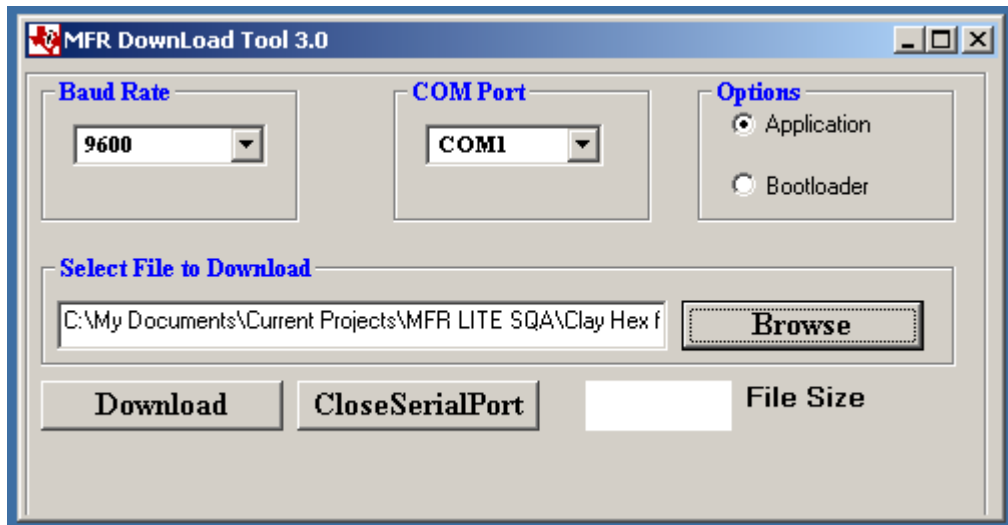 MFR DownLoad Tool 3.0
Baud Rate
COM Port
Options
9600
COM1
Application
Bootloader
Select File to Download
C:\My Documents\Current Projects\MFR LITE SQA\Clay Hex f
Browse
Download
CloseSerialPort
File Size